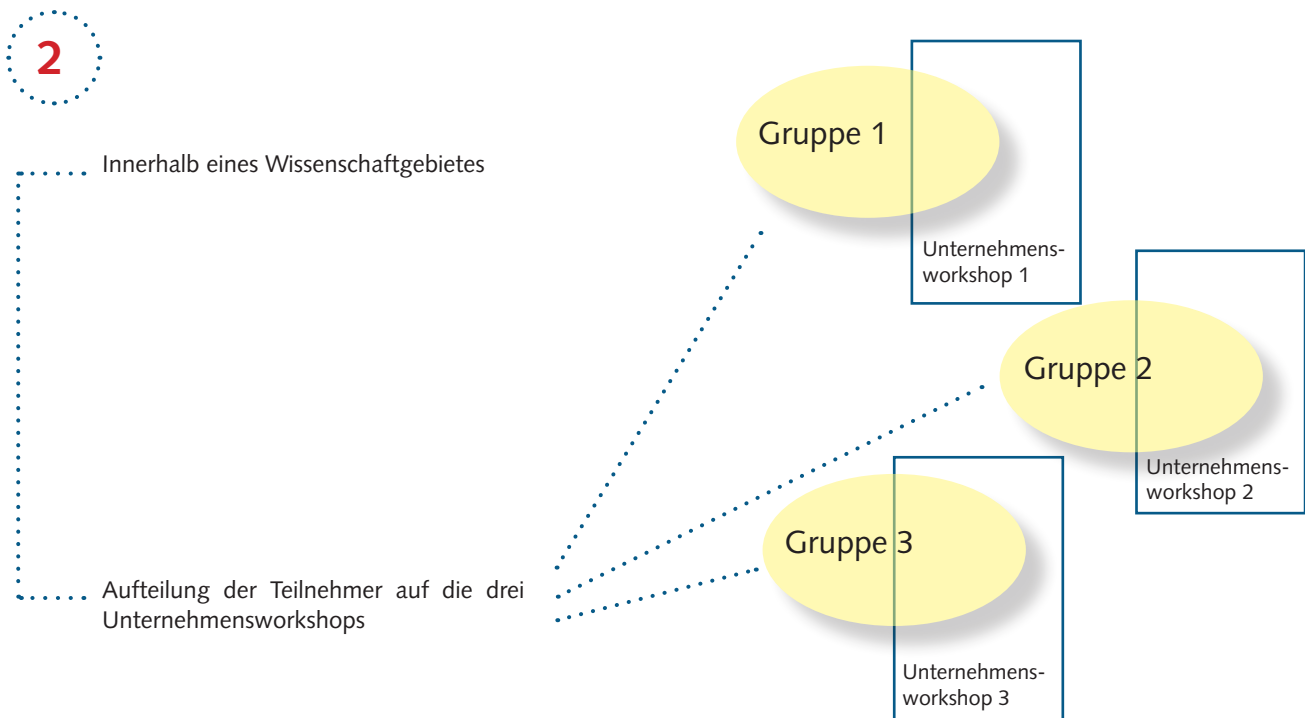 2
Innerhalb eines Wissenschaftgebietes
Gruppe 1
Unternehmens-
workshop 1
Gruppe 2
Unternehmens-
workshop 2
Gruppe 3
Aufteilung der Teilnehmer auf die drei
Unternehmensworkshops
Unternehmens-
workshop 3